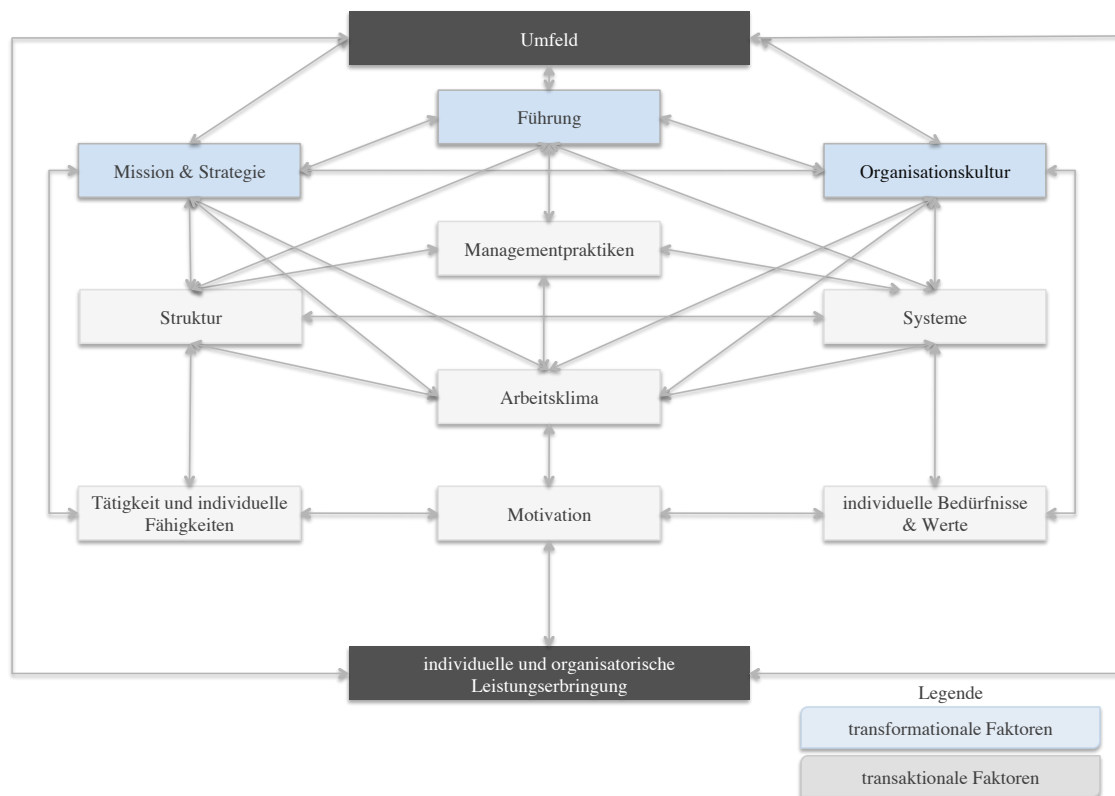 Umfeld
Führung
Mission & Strategie
Organisationskultur
Managementpraktiken
Struktur
Systeme
Arbeitsklima
Tätigkeit und individuelle
Fähigkeiten
Motivation
individuelle Bedürfnisse
& Werte
individuelle und organisatorische
Leistungserbringung
Legende
transformationale Faktoren
transaktionale Faktoren